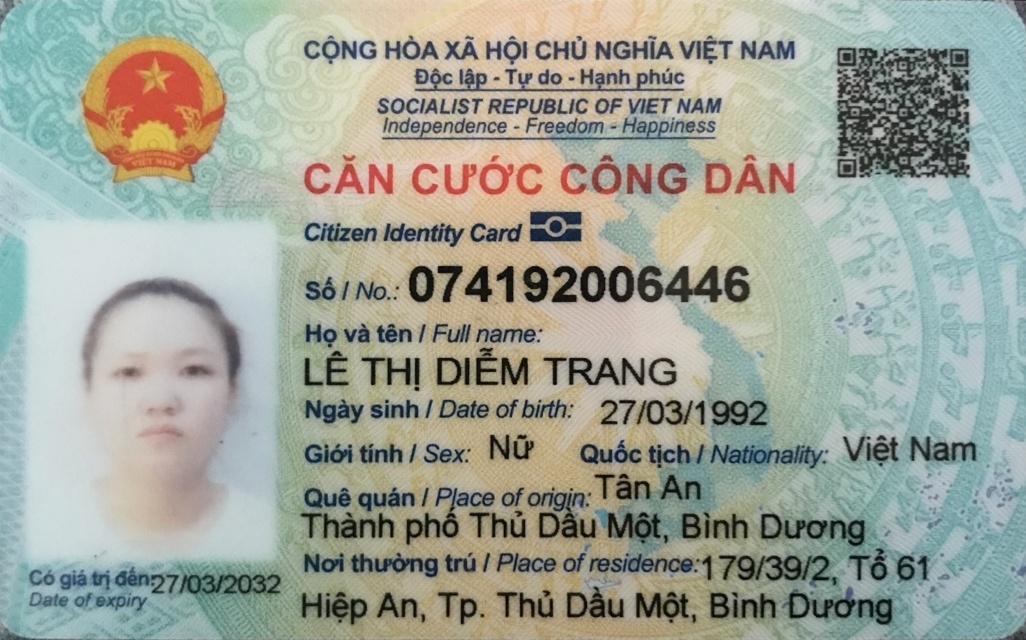 CỘNG HÒA XÃ HỘI CHỦ NGHĨA VIỆT NAM
Độc lập - Tự do - Hạnh phúc
SOCIALIST REPUBLIC OF VIET NAM
Independence - Freedom - Happiness
VIỆT NAM
CĂN CƯỚC CÔNG DÂN
Citizen Identity Card
Số / No.: 074192006446
Họ và tên / Full name:
LÊ THỊ DIỄM TRANG
Ngày sinh / Date of birth: 27/03/1992
Giới tính / Sex: Nữ Quốc tịch / Nationality: Việt Nam
Quê quán / Place of origin: Tân An
Thành phố Thủ Dầu Một, Bình Dương
Nơi thường trú / Place of residence: 179/39/2, Tổ 61
Hiệp An, Tp. Thủ Dầu Một, Bình Dương
Có giá trị đến: 27/03/2032
Date of expiry